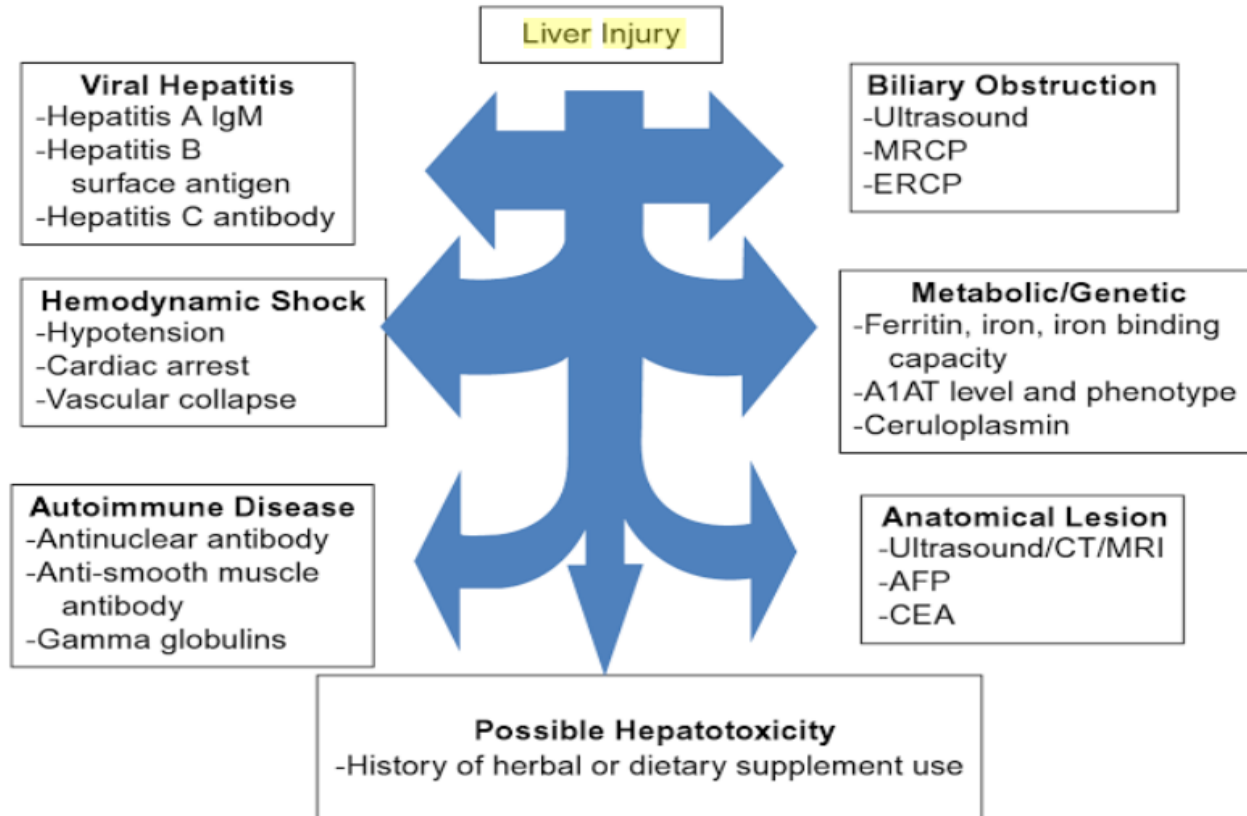 Liver Injury
Viral Hepatitis
-Hepatitis A IgM
-Hepatitis B
surface antigen
-Hepatitis C antibody
Biliary Obstruction
-Ultrasound
-MRCP
-ERCP
Hemodynamic Shock
-Hypotension
-Cardiac arrest
-Vascular collapse
Metabolic/Genetic
-Ferritin, iron, iron binding
capacity
-A1AT level and phenotype
-Ceruloplasmin
Autoimmune Disease
-Antinuclear antibody
-Anti-smooth muscle
antibody
-Gamma globulins
Anatomical Lesion
-Ultrasound/CT/MRI
-AFP
-CEA
Possible Hepatotoxicity
-History of herbal or dietary supplement use